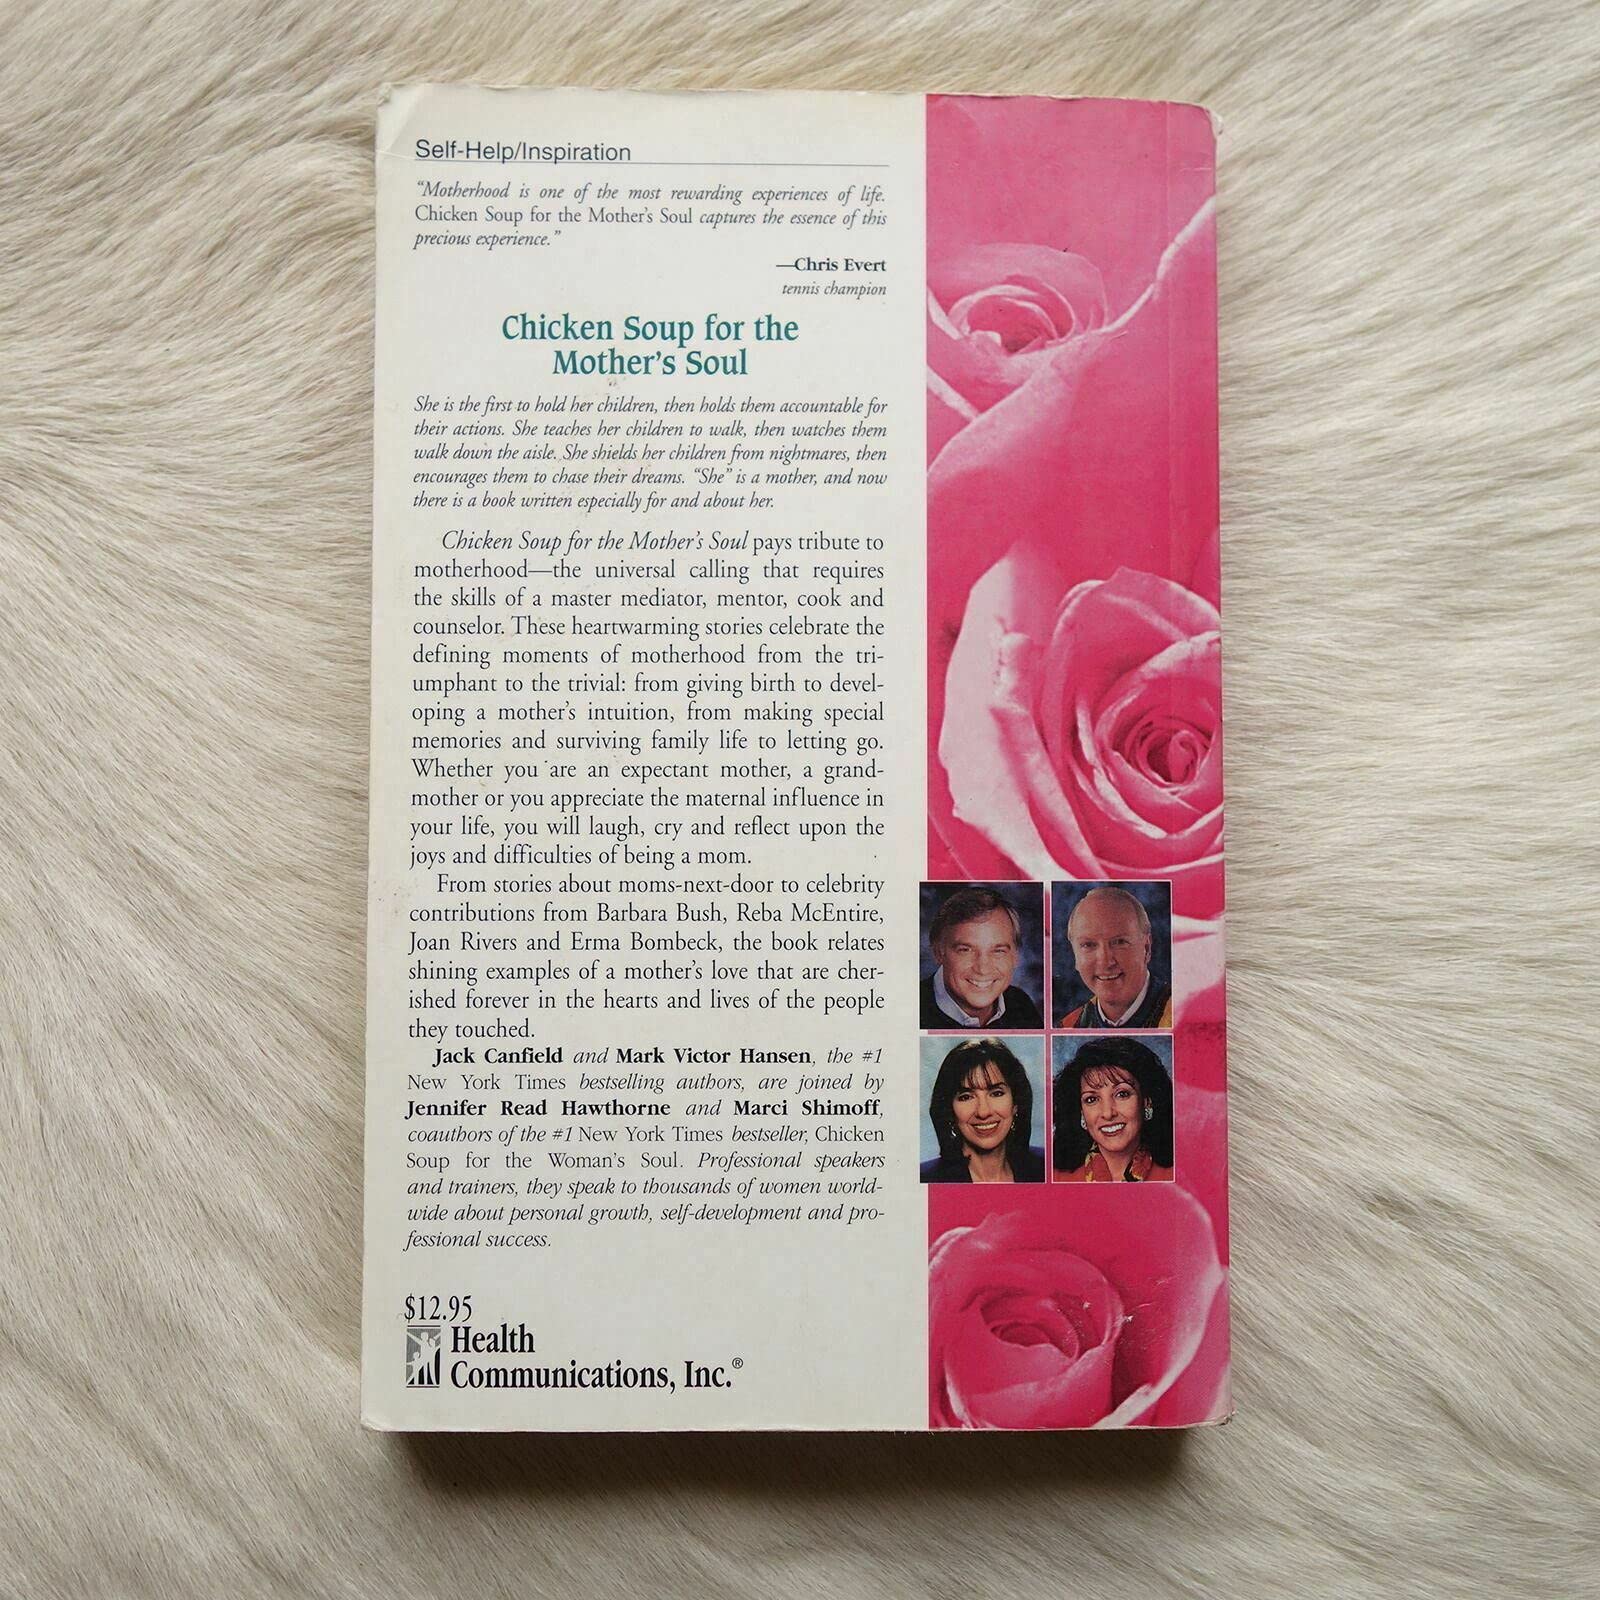 Self-Help/Inspiration
“Motherhood is one of the most rewarding experiences of life.
Chicken Soup for the Mother’s Soul captures the essence of this
precious experience.”
—Chris Evert
tennis champion
Chicken Soup for the
Mother’s Soul
She is the first to hold her children, then holds them accountable for
their actions. She teaches her children to walk, then watches them
walk down the aisle. She shields her children from nightmares, then
encourages them to chase their dreams. “She” is a mother, and now
there is a book written especially for and about her.
Chicken Soup for the Mother’s Soul pays tribute to
motherhood—the universal calling that requires
the skills of a master mediator, mentor, cook and
counselor. These heartwarming stories celebrate the
defining moments of motherhood from the tri-
umphant to the trivial: from giving birth to devel-
oping a mother’s intuition, from making special
memories and surviving family life to letting go.
Whether you are an expectant mother, a grand-
mother or you appreciate the maternal influence in
your life, you will laugh, cry and reflect upon the
joys and difficulties of being a mom.
From stories about moms-next-door to celebrity
contributions from Barbara Bush, Reba McEntire,
Joan Rivers and Erma Bombeck, the book relates
shining examples of a mother’s love that are cher-
ished forever in the hearts and lives of the people
they touched.
Jack Canfield and Mark Victor Hansen, the #1
New York Times bestselling authors, are joined by
Jennifer Read Hawthorne and Marci Shimoff,
coauthors of the #1 New York Times bestseller, Chicken
Soup for the Woman’s Soul. Professional speakers
and trainers, they speak to thousands of women world-
wide about personal growth, self-development and pro-
fessional success.
$12.95
Health
Communications, Inc.®